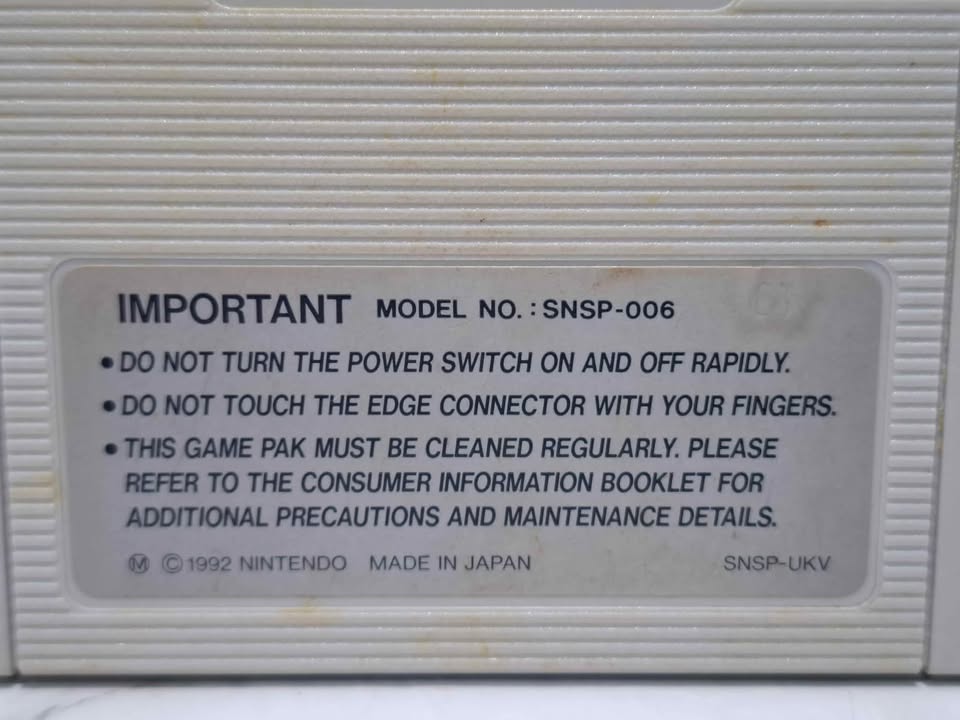 IMPORTANT MODEL NO. : SNSP-006
• DO NOT TURN THE POWER SWITCH ON AND OFF RAPIDLY.
• DO NOT TOUCH THE EDGE CONNECTOR WITH YOUR FINGERS.
• THIS GAME PAK MUST BE CLEANED REGULARLY. PLEASE
REFER TO THE CONSUMER INFORMATION BOOKLET FOR
ADDITIONAL PRECAUTIONS AND MAINTENANCE DETAILS.
Ⓜ ©1992 NINTENDO MADE IN JAPAN SNSP-UKV